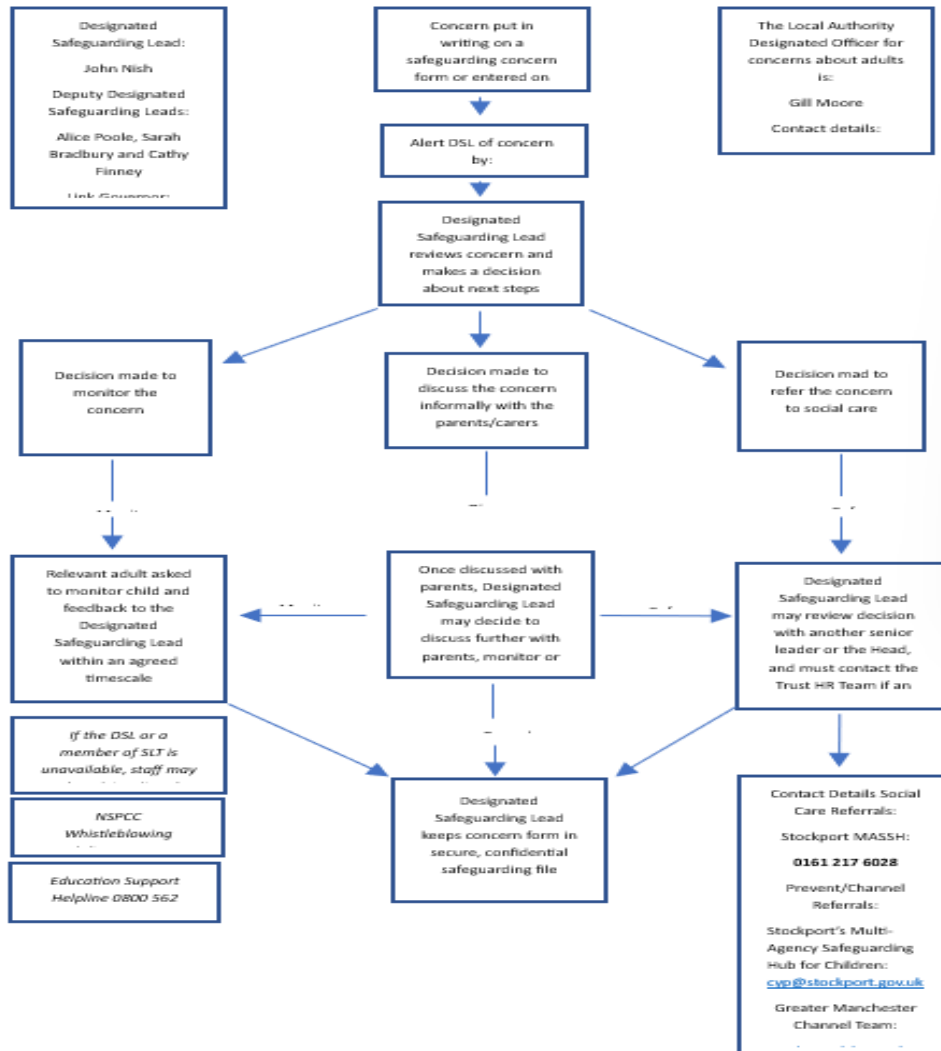 Designated
Safeguarding Lead:
John Nish
Deputy Designated
Safeguarding Leads:
Alice Poole, Sarah
Bradbury and Cathy
Finney
Concern put in
writing on a
safeguarding concern
form or entered on
The Local Authority
Designated Officer for
concerns about adults
is:
Gill Moore
Contact details:
Alert DSL of concern
by:
Designated
Safeguarding Lead
reviews concern and
makes a decision
about next steps
Decision made to
monitor the
concern
Decision made to
discuss the concern
informally with the
parents/carers
Decision mad to
refer the concern
to social care
Relevant adult asked
to monitor child and
feedback to the
Designated
Safeguarding Lead
within an agreed
timescale
Once discussed with
parents, Designated
Safeguarding Lead
may decide to
discuss further with
parents, monitor or
Designated
Safeguarding Lead
may review decision
with another senior
leader or the Head,
and must contact the
Trust HR Team if an
If the DSL or a
member of SLT is
unavailable, staff may
NSPCC
Whistleblowing
Education Support
Helpline 0800 562
Designated
Safeguarding Lead
keeps concern form in
secure, confidential
safeguarding file
Contact Details Social
Care Referrals:
Stockport MASSH:
0161 217 6028
Prevent/Channel
Referrals:
Stockport's Multi-
Agency Safeguarding
Hub for Children:
cyp@stockport.gov.uk
Greater Manchester
Channel Team: